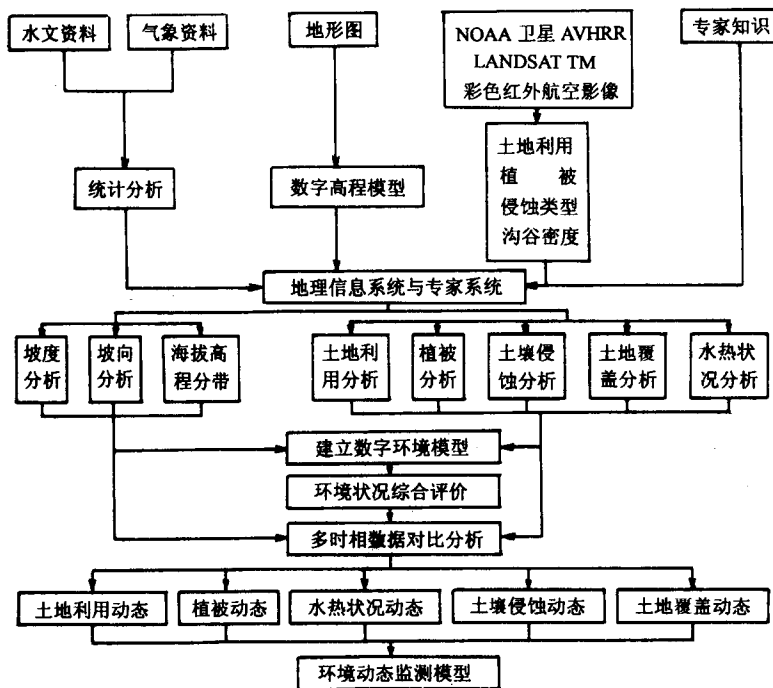 水文资料
气象资料
地形图
NOAA 卫星 AVHRR
LANDSAT TM
彩色红外航空影像
专家知识
统计分析
数字高程模型
土地利用
植 被
侵蚀类型
沟谷密度
地理信息系统与专家系统
坡度
分析
坡向
分析
海拔高
程分带
土地利
用分析
植被
分析
土壤侵
蚀分析
土地覆
盖分析
水热状
况分析
建立数字环境模型
环境状况综合评价
多时相数据对比分析
土地利用动态
植被动态
水热状况动态
土壤侵蚀动态
土地覆盖动态
环境动态监测模型